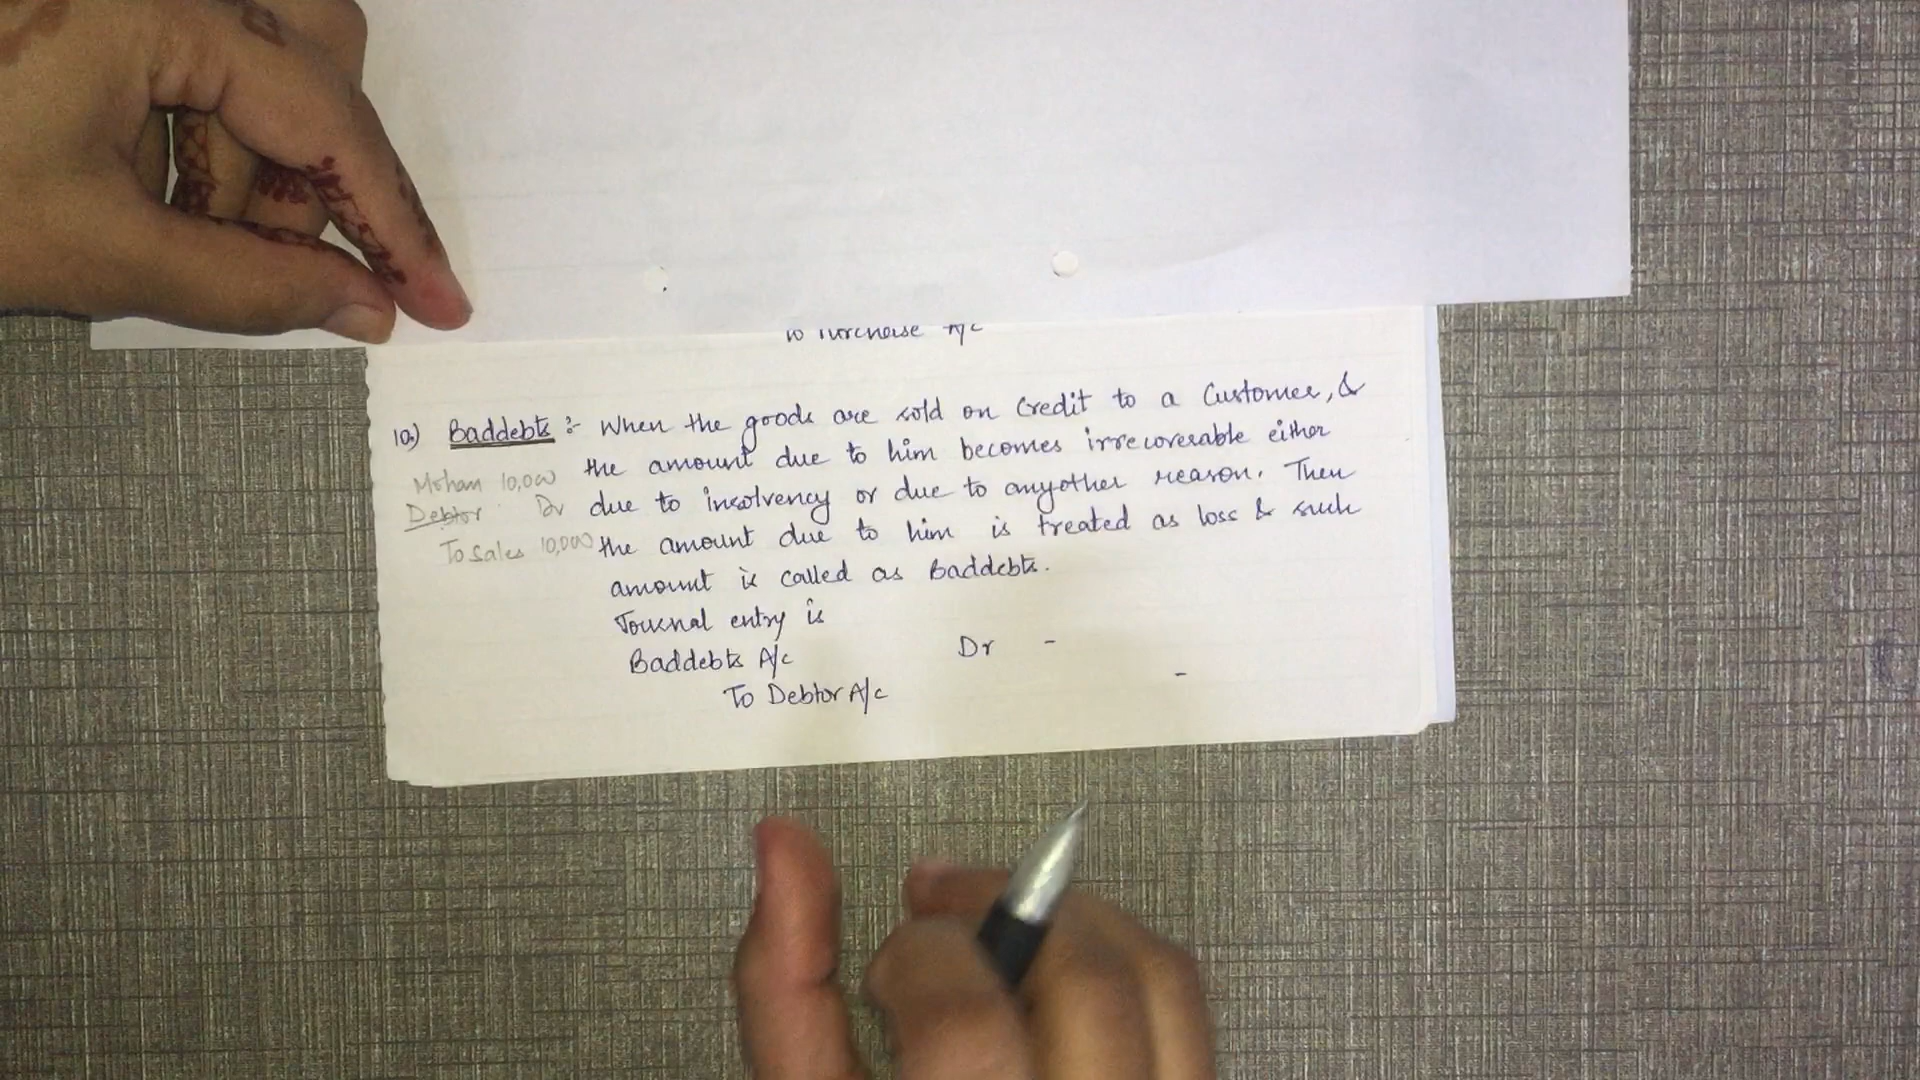 To Purchase A/c
10.) Baddebts :- When the goods are sold on Credit to a Customer, &
the amount due to him becomes irrecoverable either
due to insolvency or due to anyother reason. Then
the amount due to him is treated as loss & such
amount is called as Baddebts.
Journal entry is
Baddebts A/c Dr -
To Debtor A/c -
Mohan 10,000
Debtor Dr
To Sales 10,000